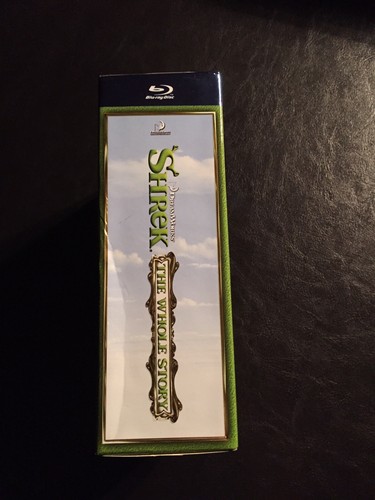 Blu-ray Disc
DREAMWORKS
SHREK
THE WHOLE STORY